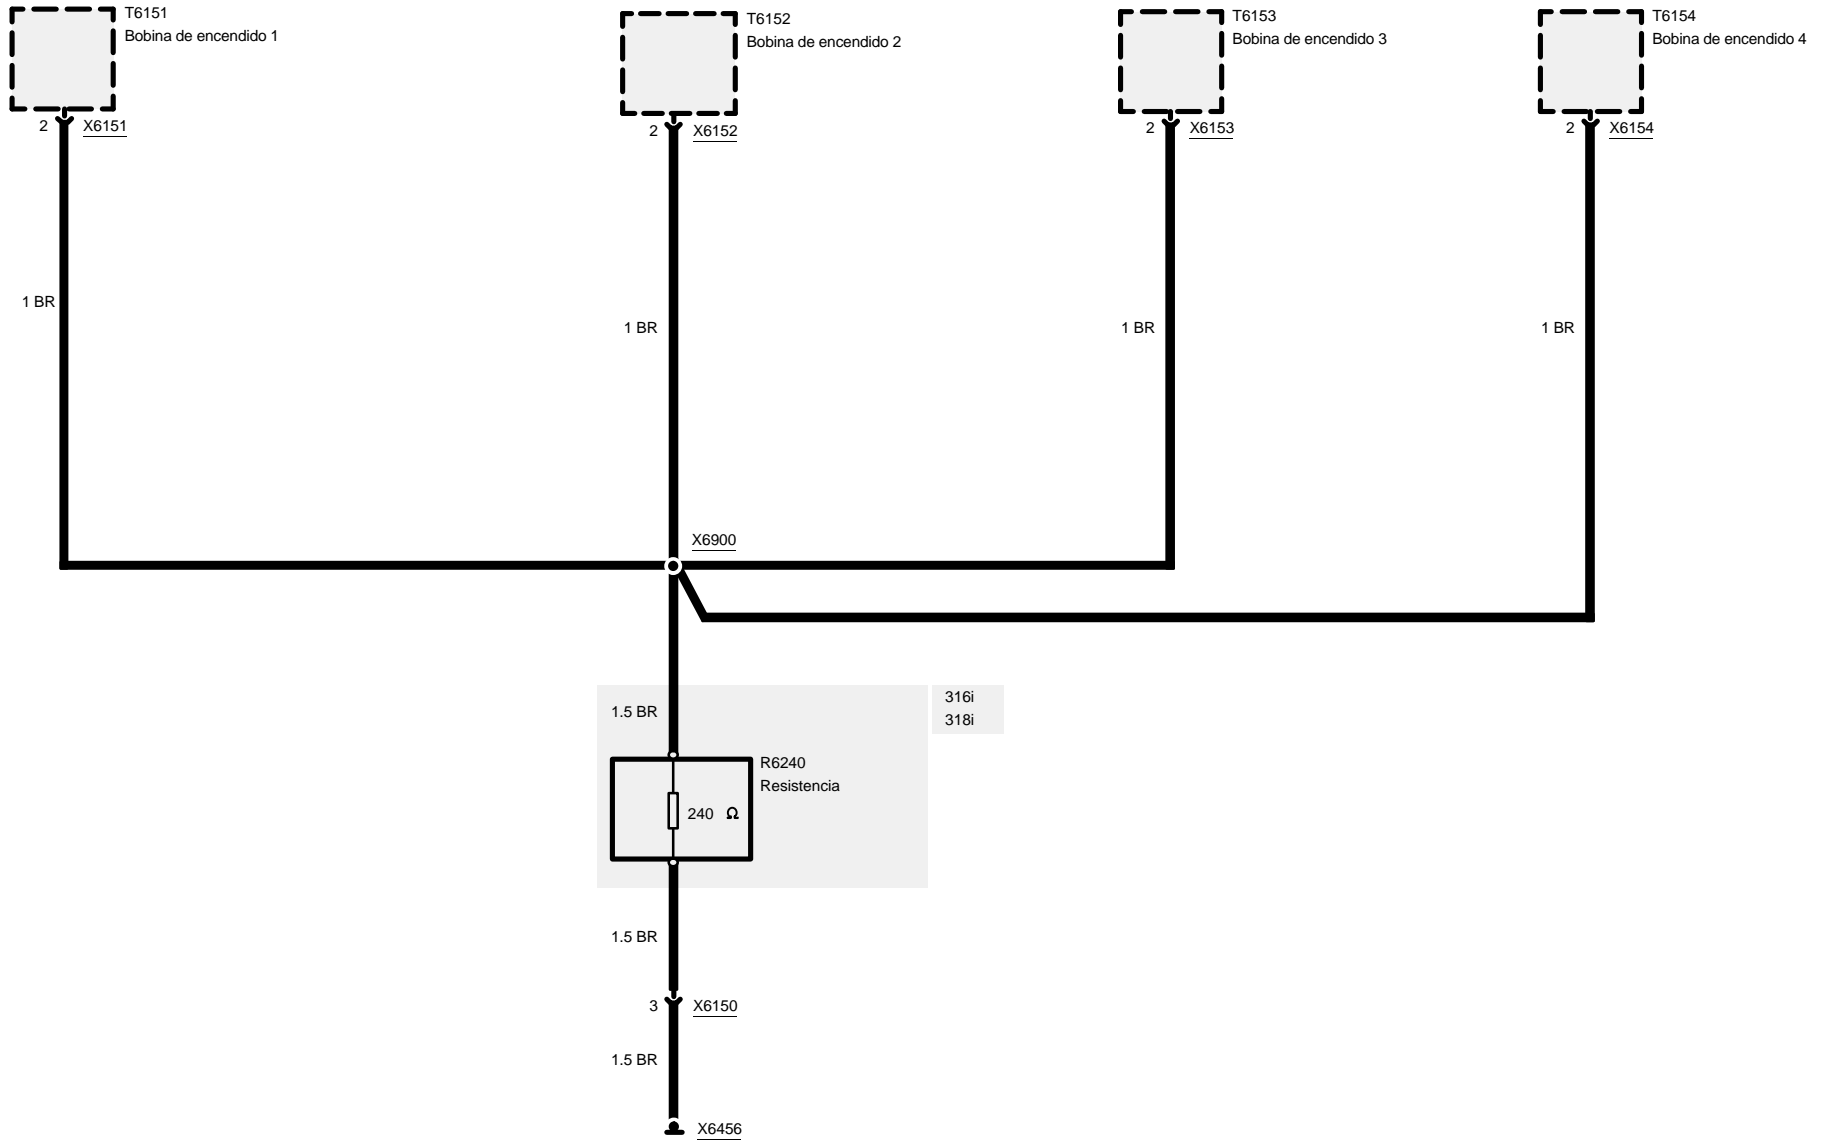 T6151
Bobina de encendido 1
T6152
Bobina de encendido 2
T6153
Bobina de encendido 3
T6154
Bobina de encendido 4
2 X6151
2 X6152
2 X6153
2 X6154
1 BR
1 BR
1 BR
1 BR
X6900
1.5 BR
316i
318i
R6240
Resistencia
240 Ω
1.5 BR
3 X6150
1.5 BR
X6456